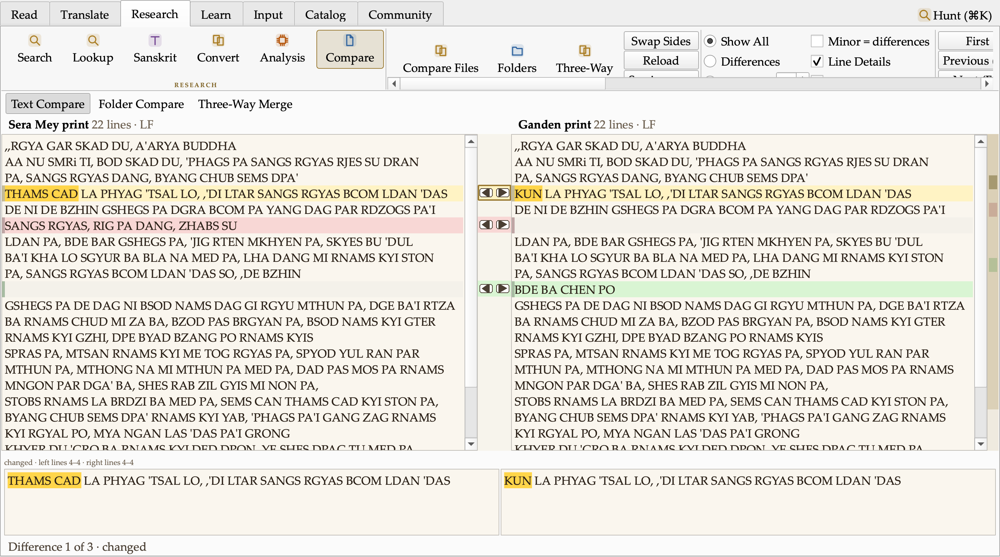 Read Translate Research Learn Input Catalog Community Hunt (⌘K)
Search Lookup Sanskrit Convert Analysis Compare
RESEARCH
Compare Files Folders Three-Way
Swap Sides
Reload
Show All
Differences
Minor = differences
Line Details
First
Previous
Text Compare Folder Compare Three-Way Merge
Sera Mey print 22 lines · LF
,,RGYA GAR SKAD DU, A'ARYA BUDDHA
AA NU SMRi TI, BOD SKAD DU, 'PHAGS PA SANGS RGYAS RJES SU DRAN
PA, SANGS RGYAS DANG, BYANG CHUB SEMS DPA'
THAMS CAD LA PHYAG 'TSAL LO, ,'DI LTAR SANGS RGYAS BCOM LDAN 'DAS
DE NI DE BZHIN GSHEGS PA DGRA BCOM PA YANG DAG PAR RDZOGS PA'I
SANGS RGYAS, RIG PA DANG, ZHABS SU
LDAN PA, BDE BAR GSHEGS PA, 'JIG RTEN MKHYEN PA, SKYES BU 'DUL
BA'I KHA LO SGYUR BA BLA NA MED PA, LHA DANG MI RNAMS KYI STON
PA, SANGS RGYAS BCOM LDAN 'DAS SO, ,DE BZHIN
GSHEGS PA DE DAG NI BSOD NAMS DAG GI RGYU MTHUN PA, DGE BA'I RTZA
BA RNAMS CHUD MI ZA BA, BZOD PAS BRGYAN PA, BSOD NAMS KYI GTER
RNAMS KYI GZHI, DPE BYAD BZANG PO RNAMS KYIS
SPRAS PA, MTSAN RNAMS KYI ME TOG RGYAS PA, SPYOD YUL RAN PAR
MTHUN PA, MTHONG NA MI MTHUN PA MED PA, DAD PAS MOS PA RNAMS
MNGON PAR DGA' BA, SHES RAB ZIL GYIS MI NON PA,
STOBS RNAMS LA BRDZI BA MED PA, SEMS CAN THAMS CAD KYI STON PA,
BYANG CHUB SEMS DPA' RNAMS KYI YAB, 'PHAGS PA'I GANG ZAG RNAMS
KYI RGYAL PO, MYA NGAN LAS 'DAS PA'I GRONG
KHYER DU 'GRO BA RNAMS KYI DED DPON, YE SHES DPAG TU MED PA
Ganden print 22 lines · LF
,,RGYA GAR SKAD DU, A'ARYA BUDDHA
AA NU SMRi TI, BOD SKAD DU, 'PHAGS PA SANGS RGYAS RJES SU DRAN
PA, SANGS RGYAS DANG, BYANG CHUB SEMS DPA'
KUN LA PHYAG 'TSAL LO, ,'DI LTAR SANGS RGYAS BCOM LDAN 'DAS
DE NI DE BZHIN GSHEGS PA DGRA BCOM PA YANG DAG PAR RDZOGS PA'I
LDAN PA, BDE BAR GSHEGS PA, 'JIG RTEN MKHYEN PA, SKYES BU 'DUL
BA'I KHA LO SGYUR BA BLA NA MED PA, LHA DANG MI RNAMS KYI STON
PA, SANGS RGYAS BCOM LDAN 'DAS SO, ,DE BZHIN
BDE BA CHEN PO
GSHEGS PA DE DAG NI BSOD NAMS DAG GI RGYU MTHUN PA, DGE BA'I RTZA
BA RNAMS CHUD MI ZA BA, BZOD PAS BRGYAN PA, BSOD NAMS KYI GTER
RNAMS KYI GZHI, DPE BYAD BZANG PO RNAMS KYIS
SPRAS PA, MTSAN RNAMS KYI ME TOG RGYAS PA, SPYOD YUL RAN PAR
MTHUN PA, MTHONG NA MI MTHUN PA MED PA, DAD PAS MOS PA RNAMS
MNGON PAR DGA' BA, SHES RAB ZIL GYIS MI NON PA,
STOBS RNAMS LA BRDZI BA MED PA, SEMS CAN THAMS CAD KYI STON PA,
BYANG CHUB SEMS DPA' RNAMS KYI YAB, 'PHAGS PA'I GANG ZAG RNAMS
KYI RGYAL PO, MYA NGAN LAS 'DAS PA'I GRONG
KHYER DU 'GRO BA RNAMS KYI DED DPON, YE SHES DPAG TU MED PA
changed · left lines 4–4 · right lines 4–4
THAMS CAD LA PHYAG 'TSAL LO, ,'DI LTAR SANGS RGYAS BCOM LDAN 'DAS
KUN LA PHYAG 'TSAL LO, ,'DI LTAR SANGS RGYAS BCOM LDAN 'DAS
Difference 1 of 3 · changed